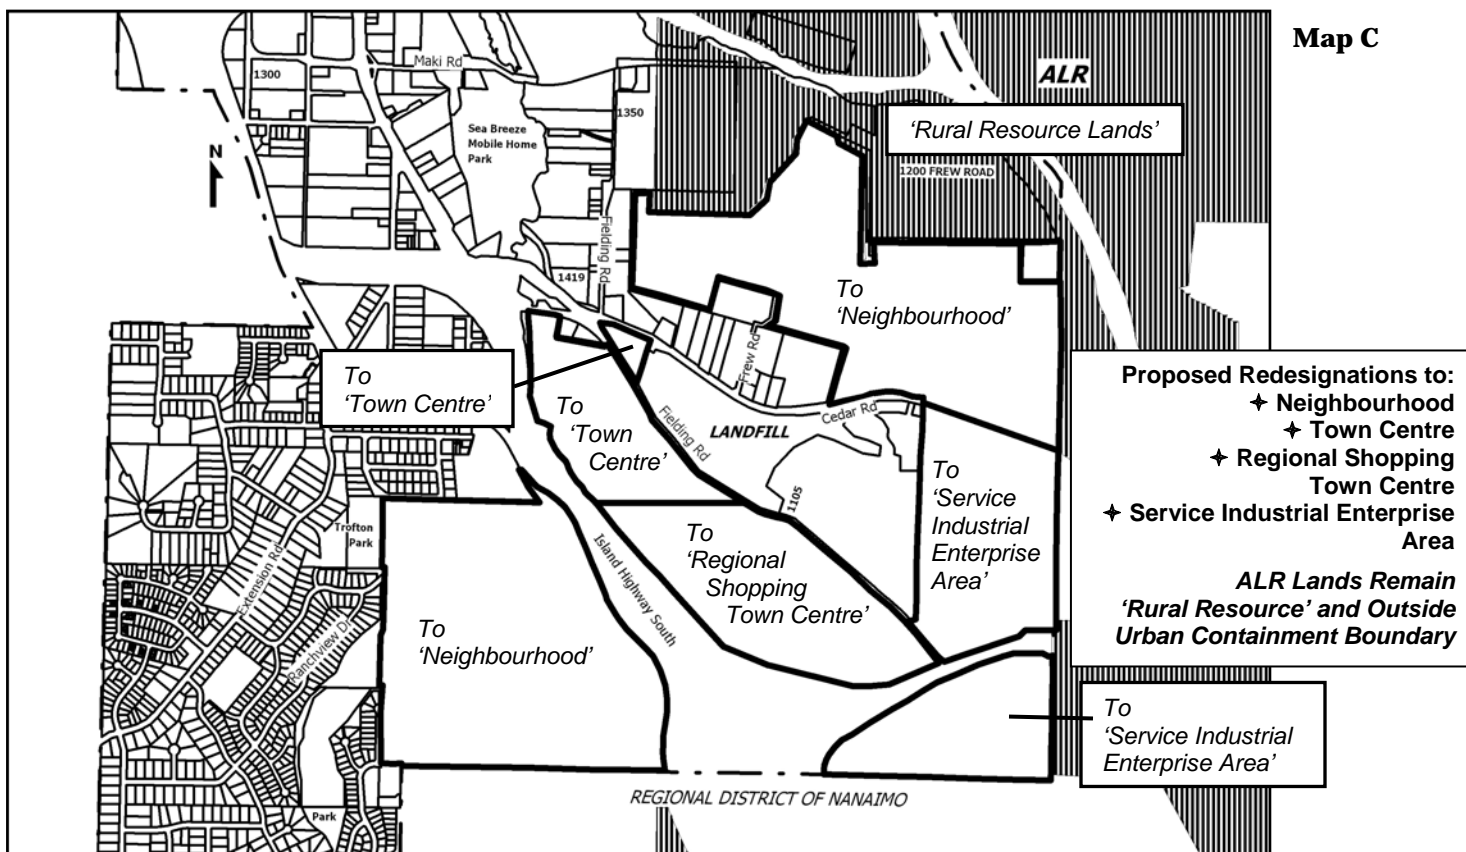 Map C
Maki Rd
1300
ALR
1350
'Rural Resource Lands'
Sea Breeze
Mobile Home
Park
N
1200 FREW ROAD
Fielding Rd
1419
To
'Neighbourhood'
To
'Town Centre'
Frew Rd
Proposed Redesignations to:
✦ Neighbourhood
✦ Town Centre
✦ Regional Shopping
Town Centre
✦ Service Industrial Enterprise
Area
ALR Lands Remain
'Rural Resource' and Outside
Urban Containment Boundary
To
'Town
Centre'
Fielding Rd
LANDFILL
Cedar Rd
To
'Service
Industrial
Enterprise
Area'
1105
Trofton
Park
Extension Rd
Island Highway South
To
'Regional
Shopping
Town Centre'
Ranchview Dr
To
'Neighbourhood'
To
'Service Industrial
Enterprise Area'
REGIONAL DISTRICT OF NANAIMO
Park